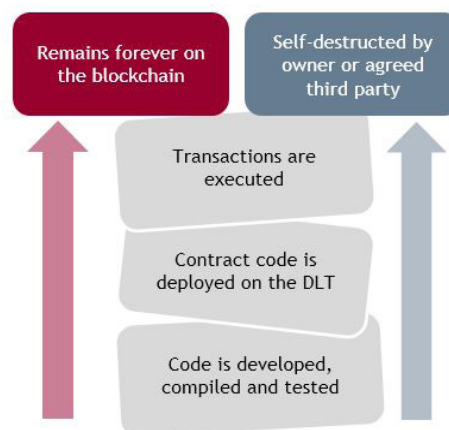 Remains forever on
the blockchain
Self-destructed by
owner or agreed
third party
Transactions are
executed
Contract code is
deployed on the DLT
Code is developed,
compiled and tested